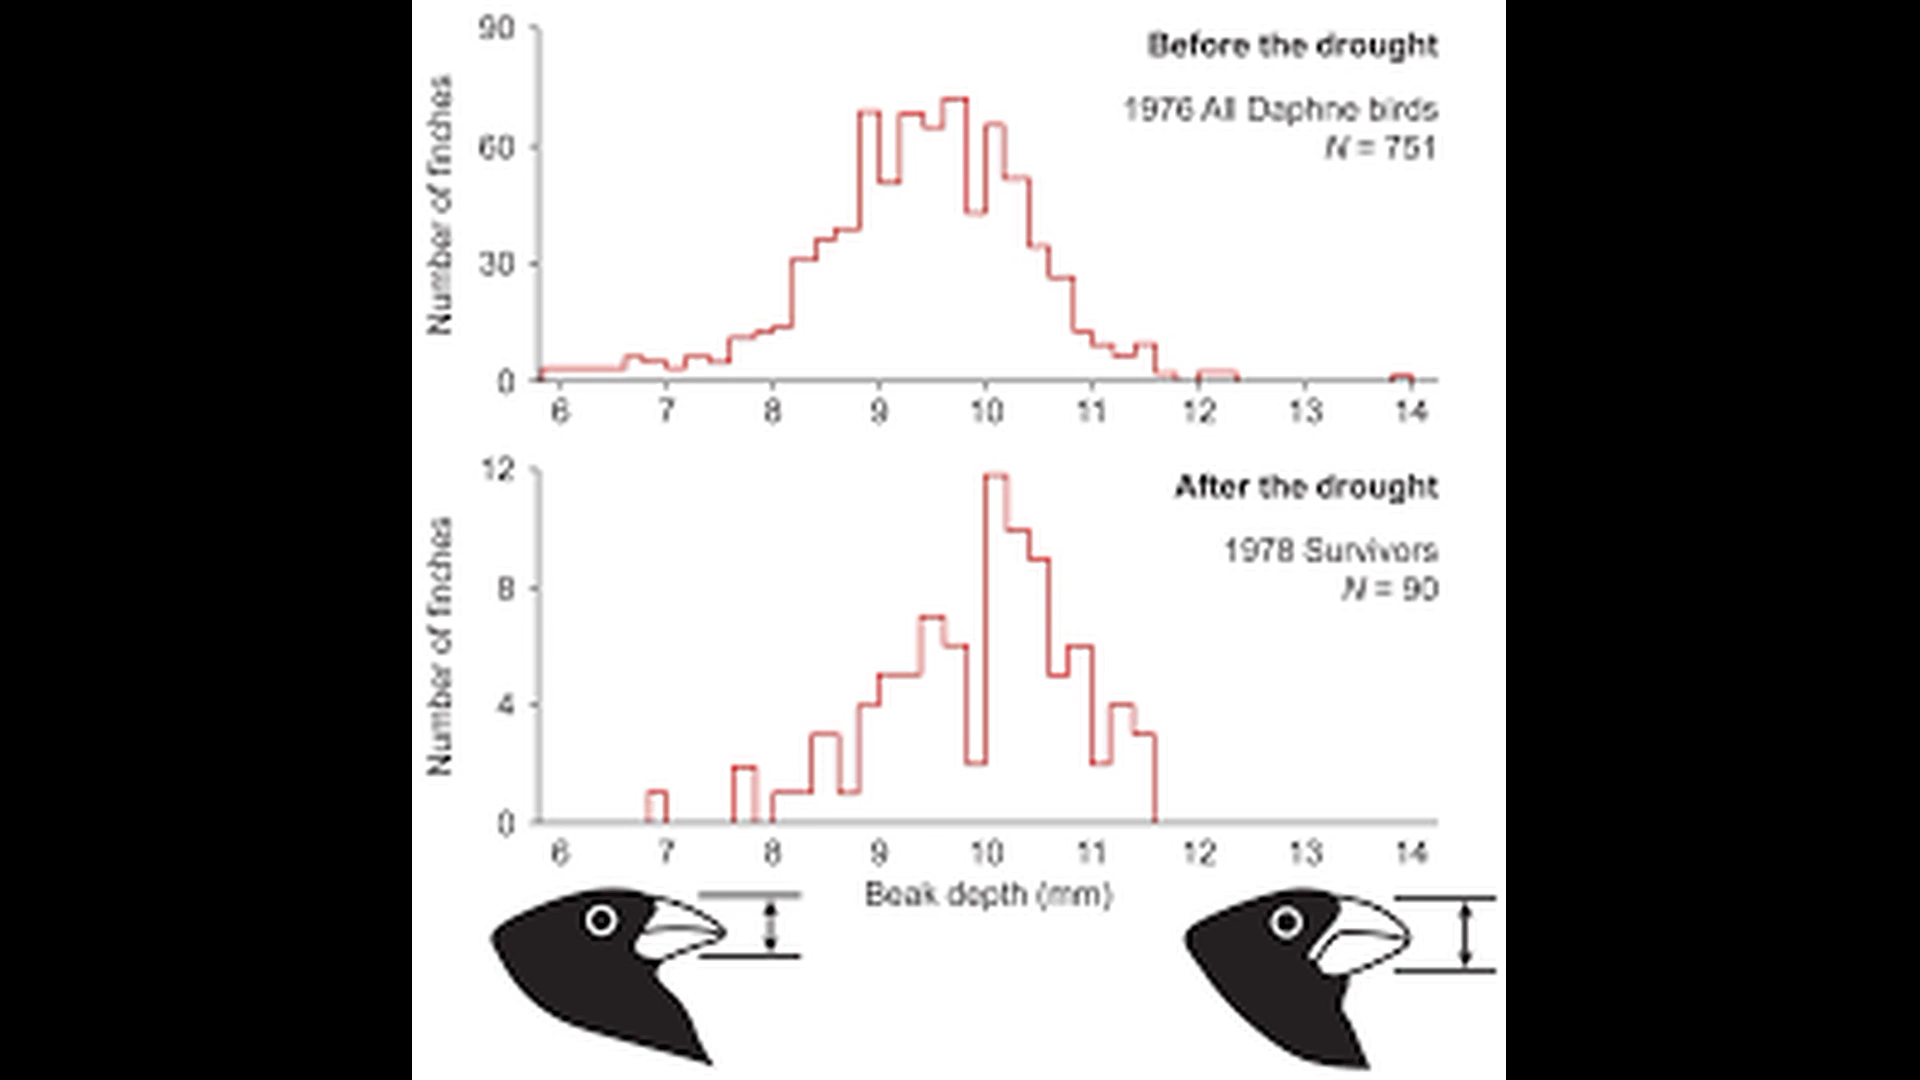 Before the drought
1976 All Daphne birds
N = 751
Number of finches
90
60
30
0
6 7 8 9 10 11 12 13 14
After the drought
1978 Survivors
N = 90
Number of finches
12
8
4
0
6 7 8 9 10 11 12 13 14
Beak depth (mm)